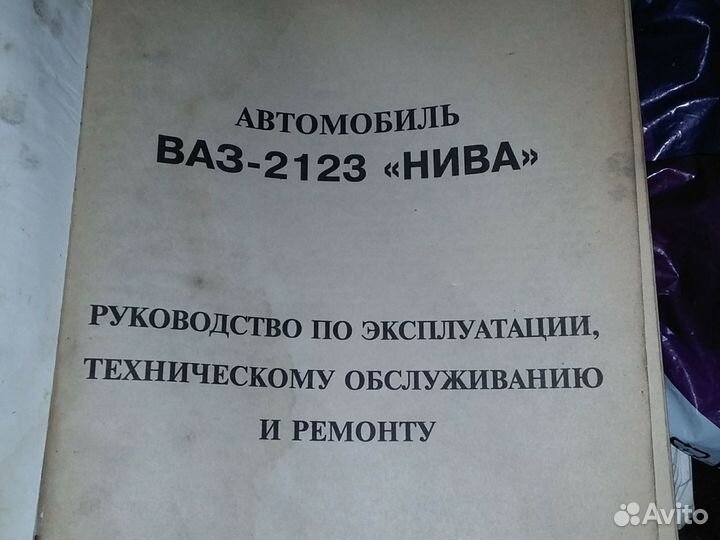 АВТОМОБИЛЬ
ВАЗ-2123 «НИВА»
РУКОВОДСТВО ПО ЭКСПЛУАТАЦИИ,
ТЕХНИЧЕСКОМУ ОБСЛУЖИВАНИЮ
И РЕМОНТУ
Avito